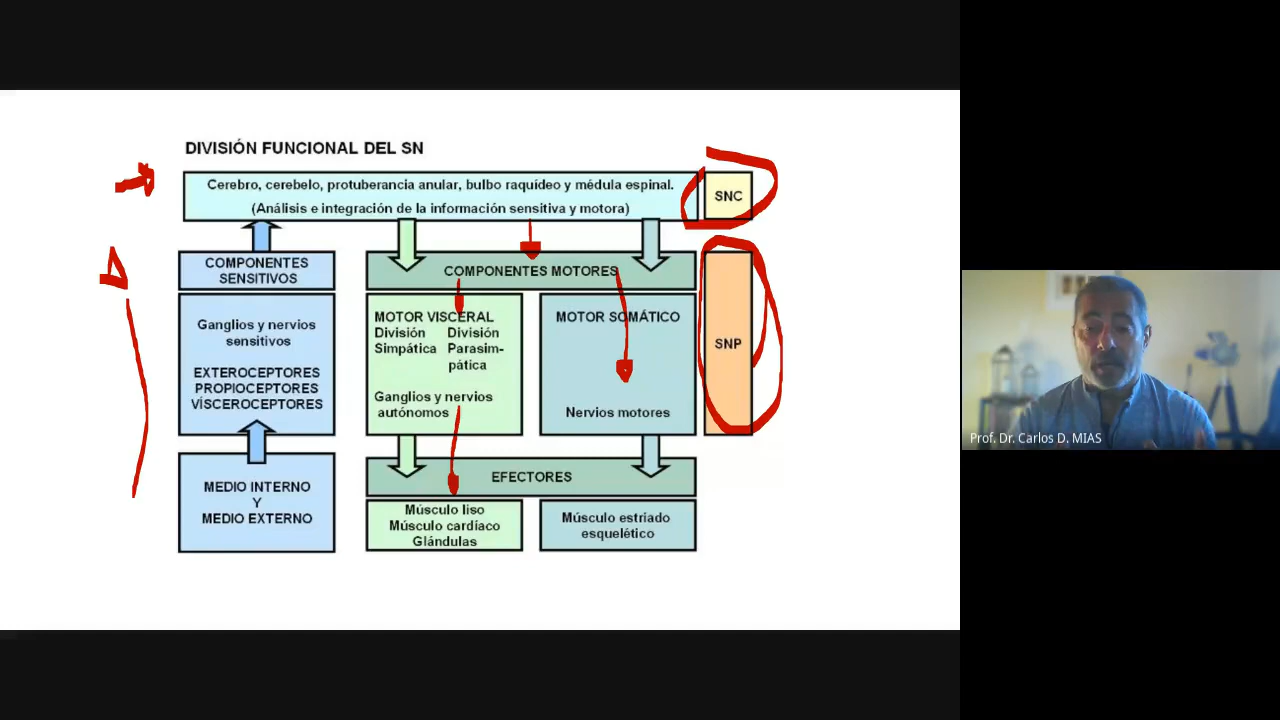 DIVISIÓN FUNCIONAL DEL SN
Cerebro, cerebelo, protuberancia anular, bulbo raquídeo y médula espinal.
(Análisis e integración de la información sensitiva y motora)
SNC
COMPONENTES
SENSITIVOS
Ganglios y nervios
sensitivos
EXTEROCEPTORES
PROPIOCEPTORES
VÍSCEROCEPTORES
MEDIO INTERNO
Y
MEDIO EXTERNO
COMPONENTES MOTORES
MOTOR VISCERAL
División División
Simpática Parasim-
pática
Ganglios y nervios
autónomos
MOTOR SOMÁTICO
Nervios motores
SNP
EFECTORES
Músculo liso
Músculo cardíaco
Glándulas
Músculo estriado
esquelético
Prof. Dr. Carlos D. MIAS